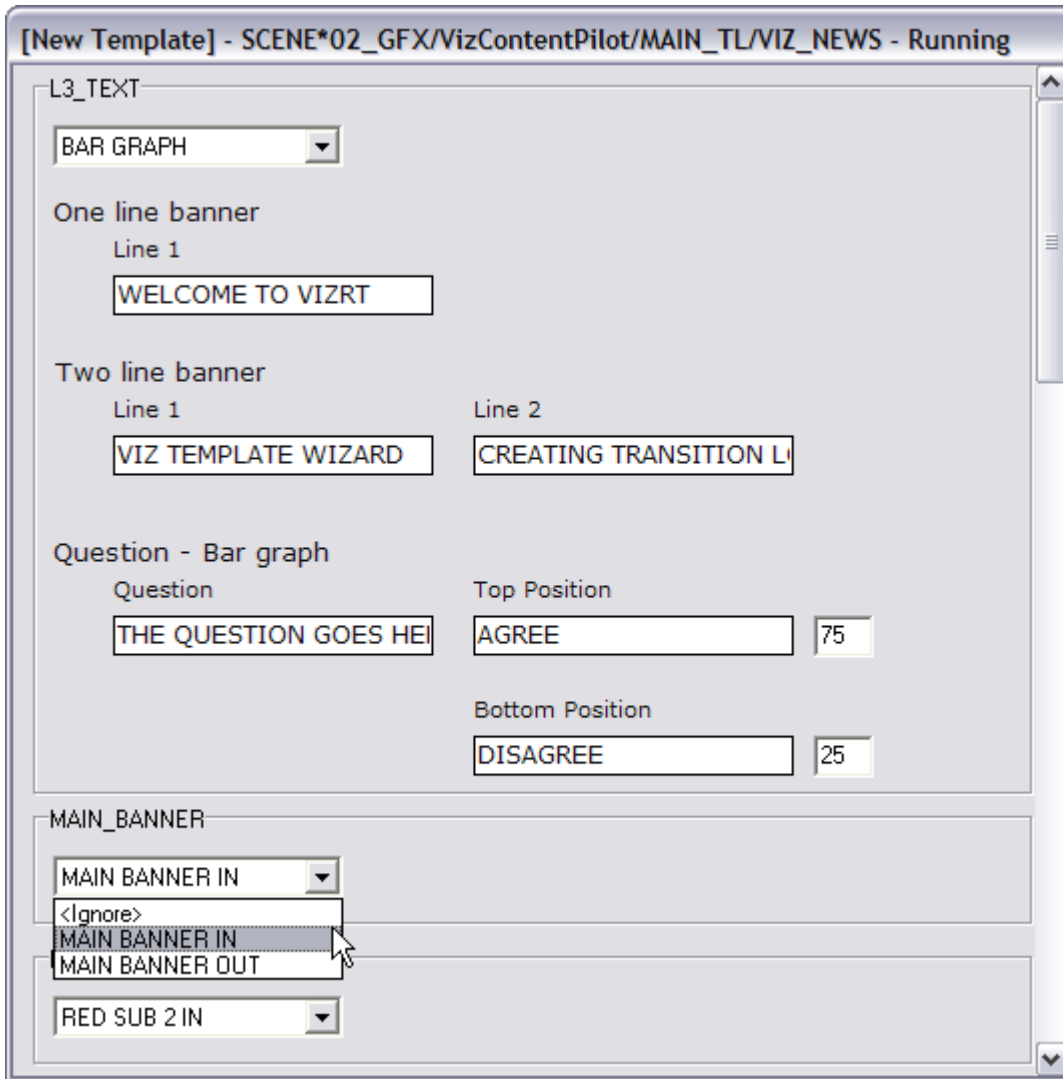 [New Template] - SCENE*02_GFX/VizContentPilot/MAIN_TL/VIZ_NEWS - Running
L3_TEXT
BAR GRAPH
One line banner
Line 1
WELCOME TO VIZRT
Two line banner
Line 1 Line 2
VIZ TEMPLATE WIZARD CREATING TRANSITION
Question - Bar graph
Question Top Position
THE QUESTION GOES AGREE 75
Bottom Position
DISAGREE 25
MAIN_BANNER
MAIN BANNER IN
<Ignore>
MAIN BANNER IN
MAIN BANNER OUT
RED SUB 2 IN